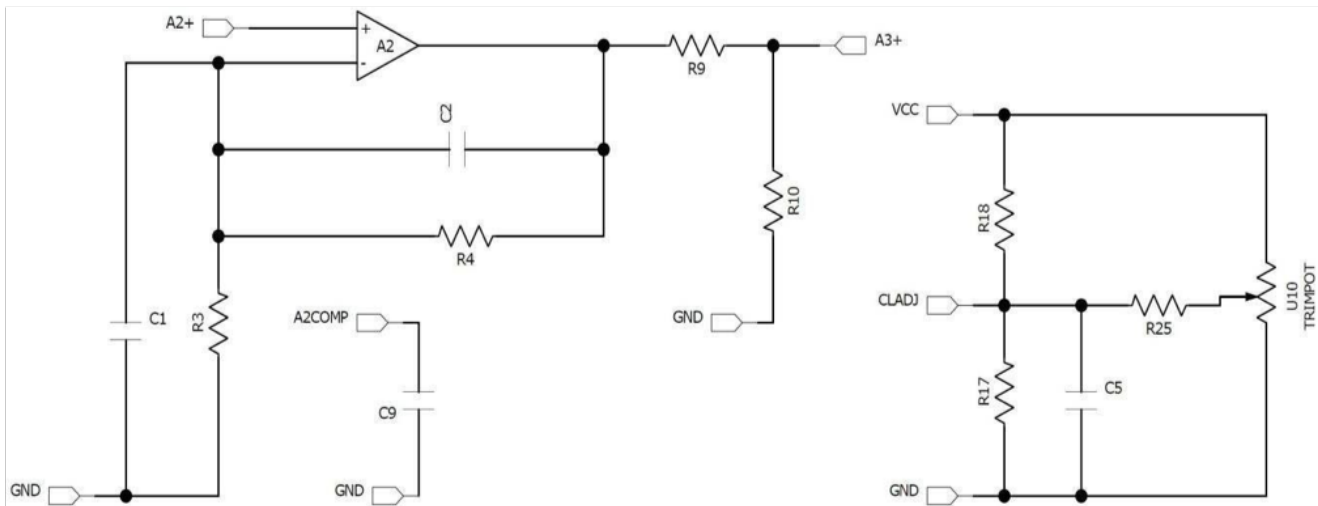 A2+
+
A2
-
R9
A3+
C2
VCC
R10
R18
R4
U10
TRIMPOT
C1
R3
A2COMP
GND
CLADJ
R25
R17
C5
C9
GND
GND
GND